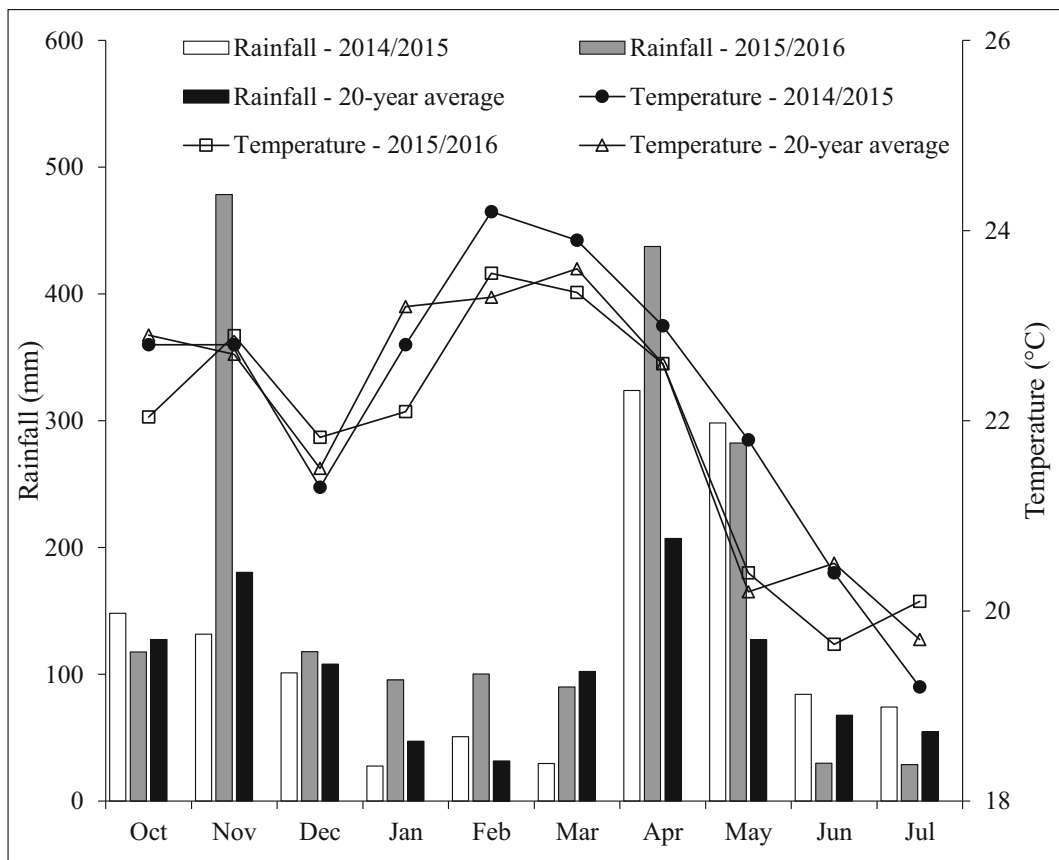 600
500
400
300
200
100
0
Rainfall (mm)
Rainfall - 2014/2015
Rainfall - 2015/2016
Rainfall - 20-year average
Temperature - 2014/2015
Temperature - 2015/2016
Temperature - 20-year average
26
24
22
20
18
Temperature (°C)
Oct Nov Dec Jan Feb Mar Apr May Jun Jul